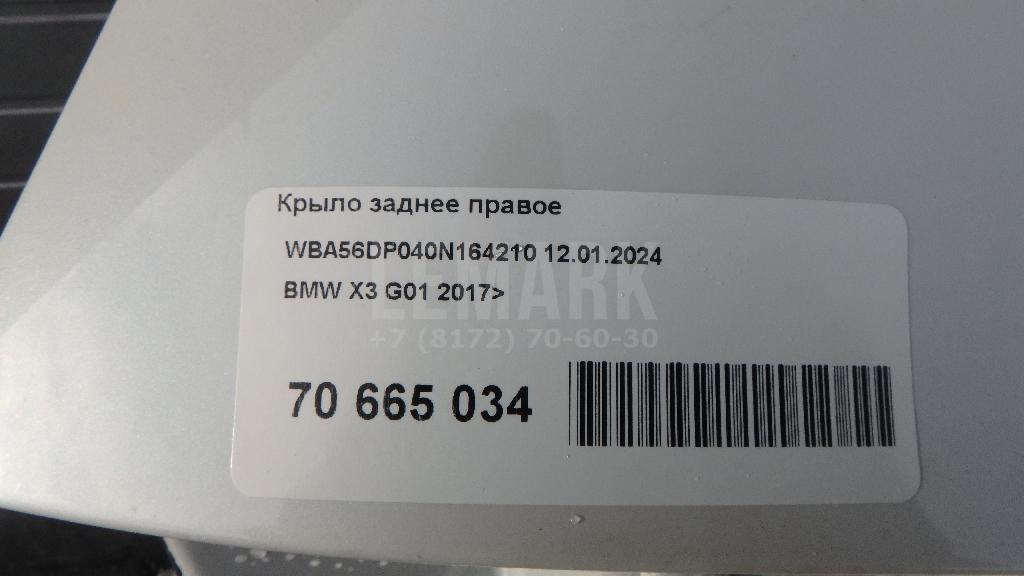 Крыло заднее правое
WBA56DP040N164210 12.01.2024
BMW X3 G01 2017>
LEMARK
+7 (8172) 70-60-30
70 665 034